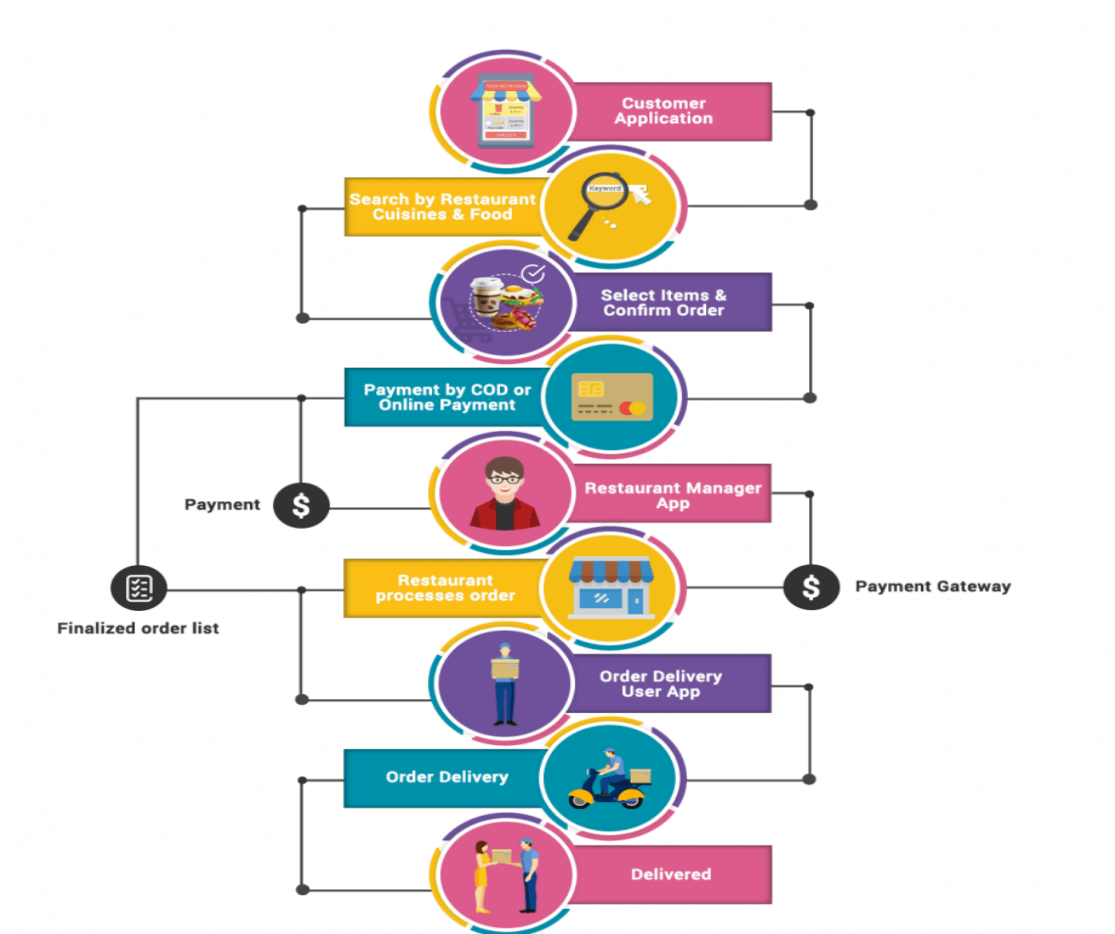 Customer
Application
Keyword
Search by Restaurant
Cuisines & Food
Select Items &
Confirm Order
Payment by COD or
Online Payment
Restaurant Manager
App
Payment
$
Restaurant
processes order
$
Payment Gateway
Finalized order list
Order Delivery
User App
Order Delivery
Delivered